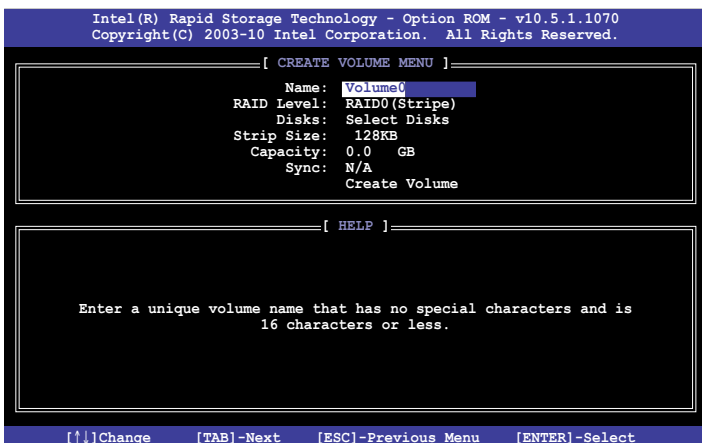 Intel(R) Rapid Storage Technology - Option ROM - v10.5.1.1070
Copyright(C) 2003-10 Intel Corporation.  All Rights Reserved.
[ CREATE VOLUME MENU ]
Name: Volume0
RAID Level: RAID0(Stripe)
Disks: Select Disks
Strip Size: 128KB
Capacity: 0.0 GB
Sync: N/A
Create Volume
[ HELP ]
Enter a unique volume name that has no special characters and is
16 characters or less.
[↑↓]Change [TAB]-Next [ESC]-Previous Menu [ENTER]-Select